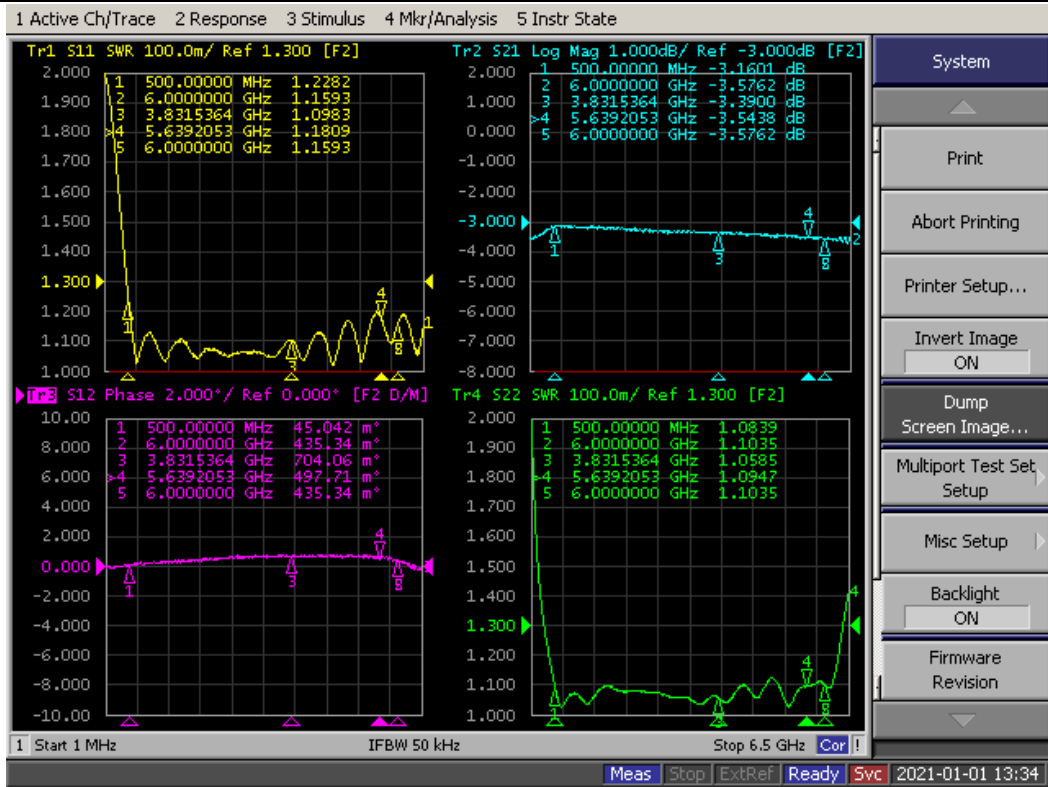 1 Active Ch/Trace 2 Response 3 Stimulus 4 Mkr/Analysis 5 Instr State
Tr1 S11 SWR 100.0m/ Ref 1.300 [F2]
2.000
1.900
1.800
1.700
1.600
1.500
1.400
1.300
1.200
1.100
1.000
1 500.00000 MHz 1.2282
2 6.0000000 GHz 1.1593
3 3.8315364 GHz 1.0983
>4 5.6392053 GHz 1.1809
5 6.0000000 GHz 1.1593
4
1
3
1
Tr2 S21 Log Mag 1.000dB/ Ref -3.000dB [F2]
2.000
1.000
0.000
-1.000
-2.000
-3.000
-4.000
-5.000
-6.000
-7.000
-8.000
1 500.00000 MHz -3.1601 dB
2 6.0000000 GHz -3.5762 dB
3 3.8315364 GHz -3.3900 dB
>4 5.6392053 GHz -3.5438 dB
5 6.0000000 GHz -3.5762 dB
4
2
1
3
Tr3 S12 Phase 2.000°/ Ref 0.000° [F2 D/M]
10.00
8.000
6.000
4.000
2.000
0.000
-2.000
-4.000
-6.000
-8.000
-10.00
1 500.00000 MHz 45.042 m°
2 6.0000000 GHz 435.34 m°
3 3.8315364 GHz 704.06 m°
>4 5.6392053 GHz 497.71 m°
5 6.0000000 GHz 435.34 m°
4
1
3
Tr4 S22 SWR 100.0m/ Ref 1.300 [F2]
2.000
1.900
1.800
1.700
1.600
1.500
1.400
1.300
1.200
1.100
1.000
1 500.00000 MHz 1.0839
2 6.0000000 GHz 1.1035
3 3.8315364 GHz 1.0585
>4 5.6392053 GHz 1.0947
5 6.0000000 GHz 1.1035
4
4
1
1 Start 1 MHz IFBW 50 kHz Stop 6.5 GHz Cor !
System
Print
Abort Printing
Printer Setup...
Invert Image
ON
Dump
Screen Image...
Multiport Test Set
Setup
Misc Setup
Backlight
ON
Firmware
Revision
Meas Stop ExtRef Ready Svc 2021-01-01 13:34